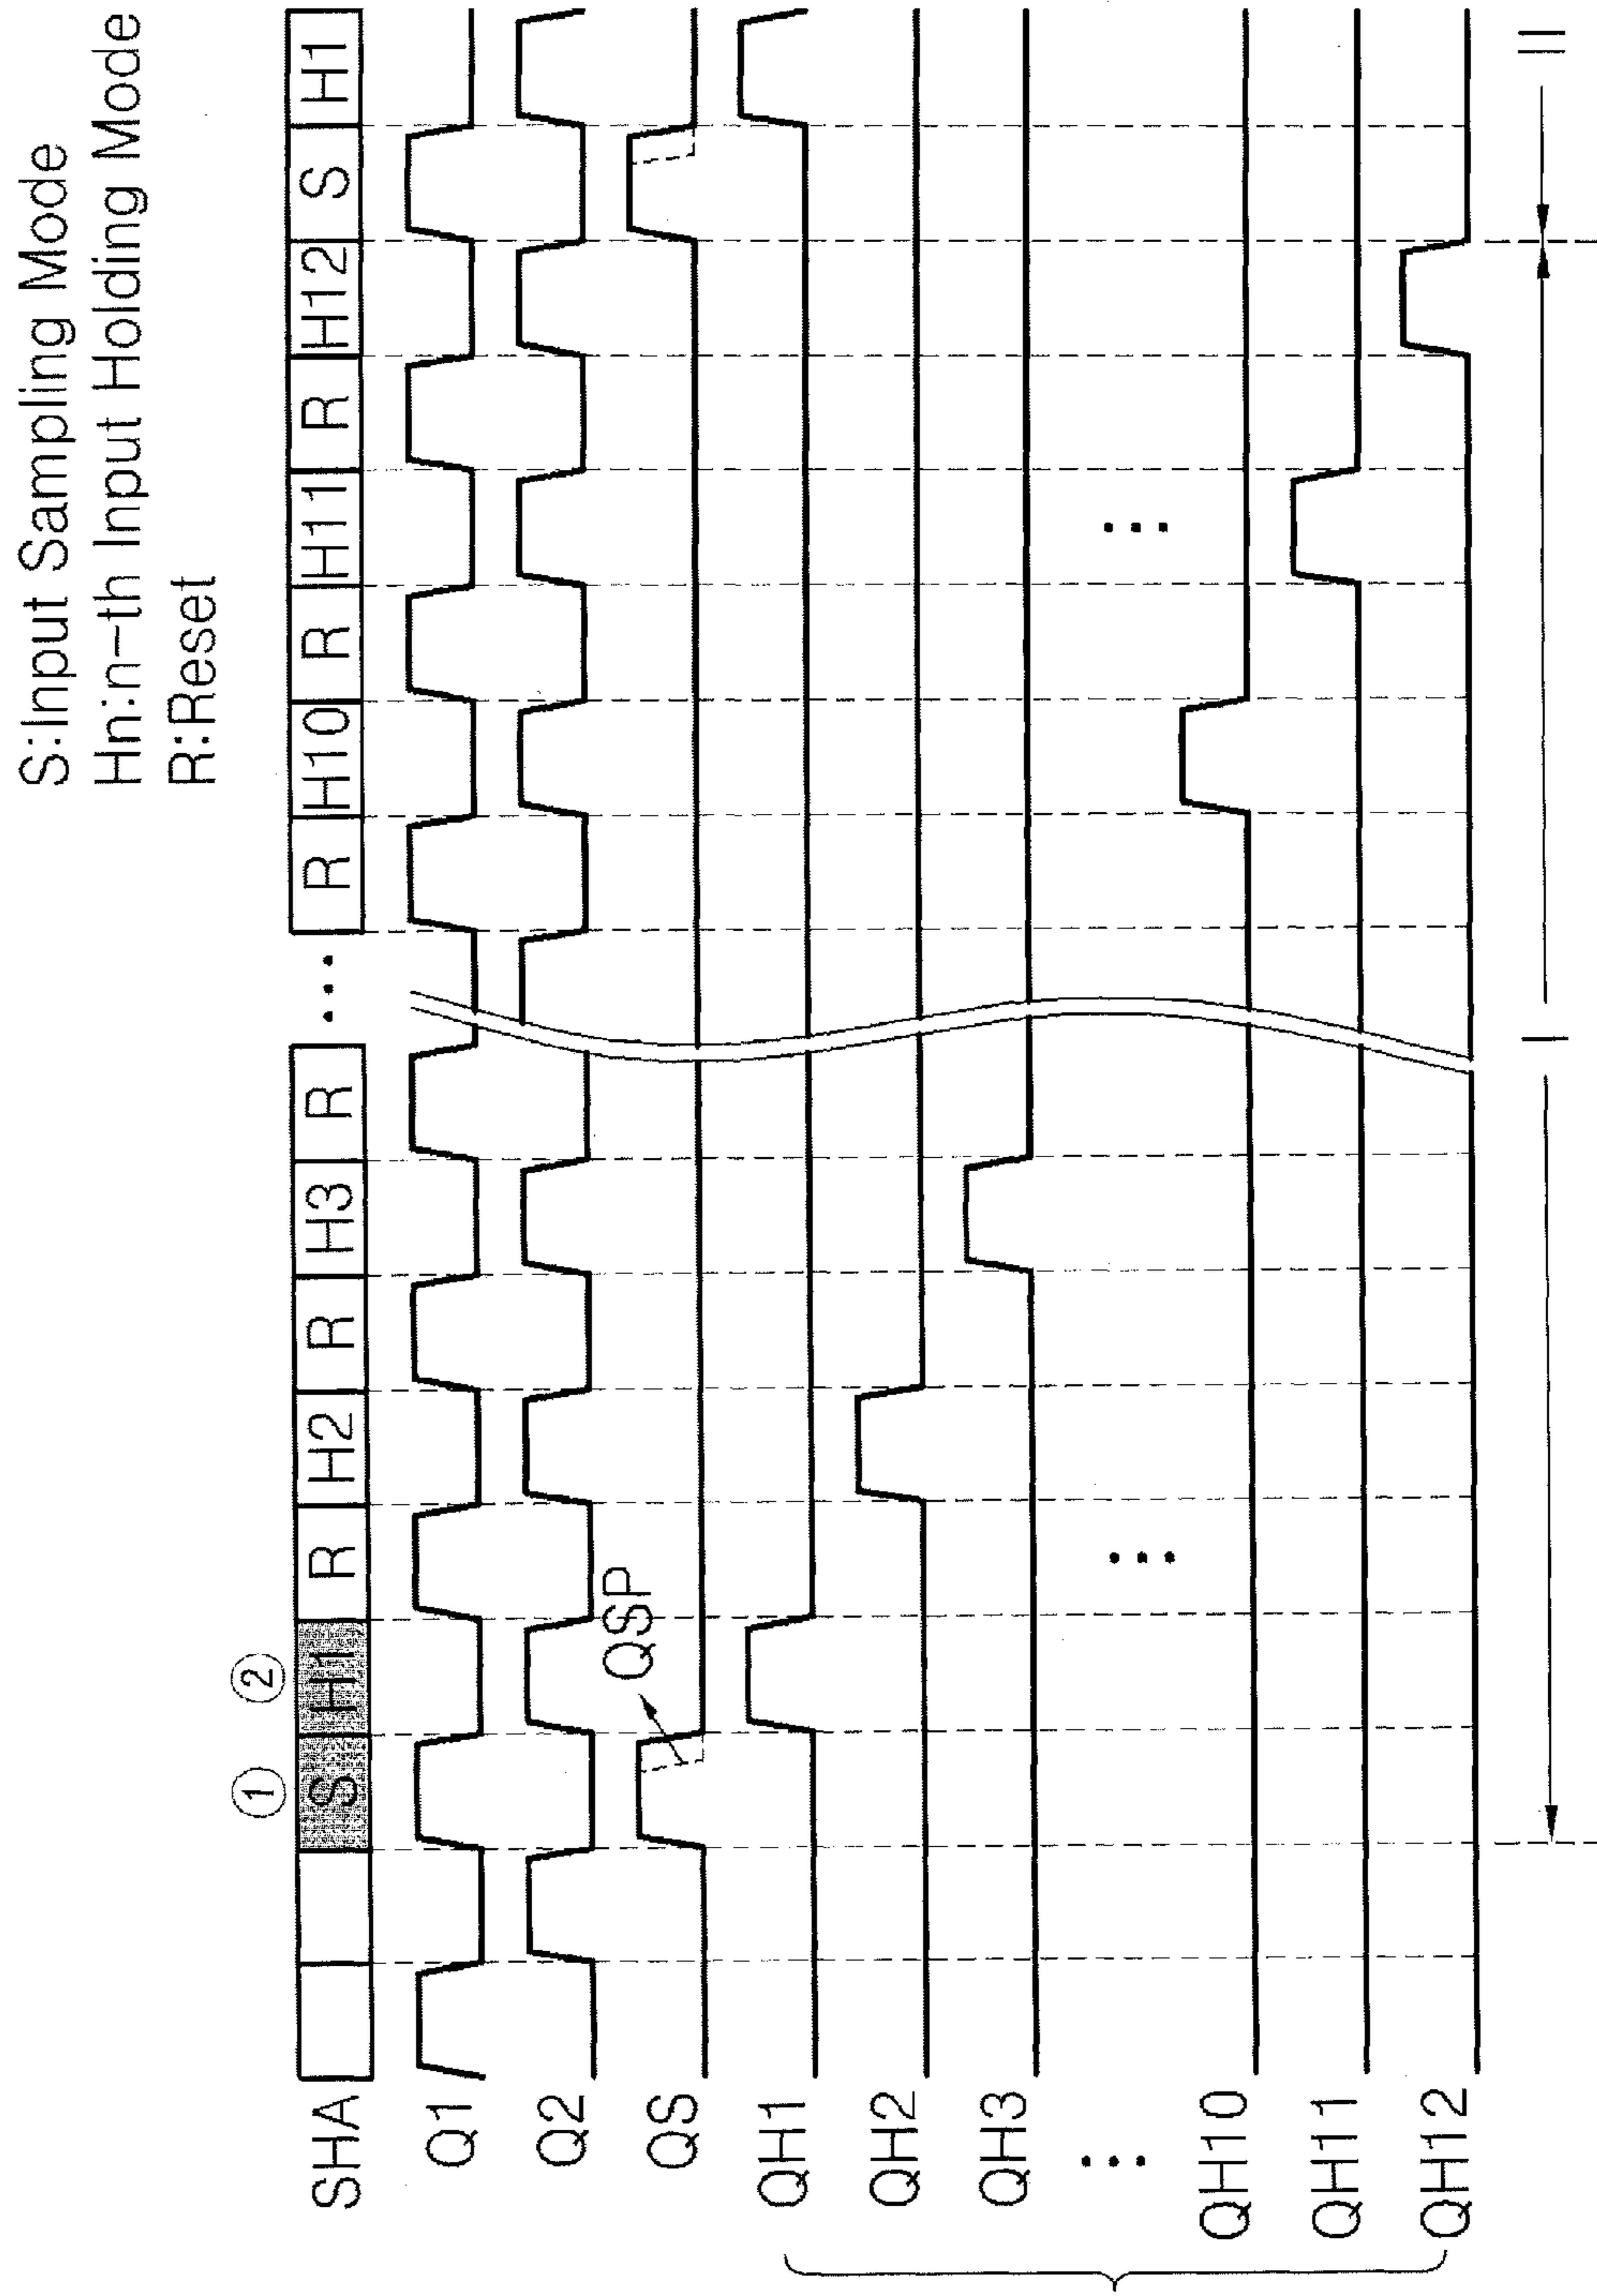 S:Input Sampling Mode
Hn:n-th Input Holding Mode
R:Reset
① ②
SHA S H1 R H2 R H3 R ... R H10 R H11 R H12 S H1
Q1
Q2
QS
QSP
QH1
QH2
QH3
... ... ...
QH10
QH11
QH12
I II